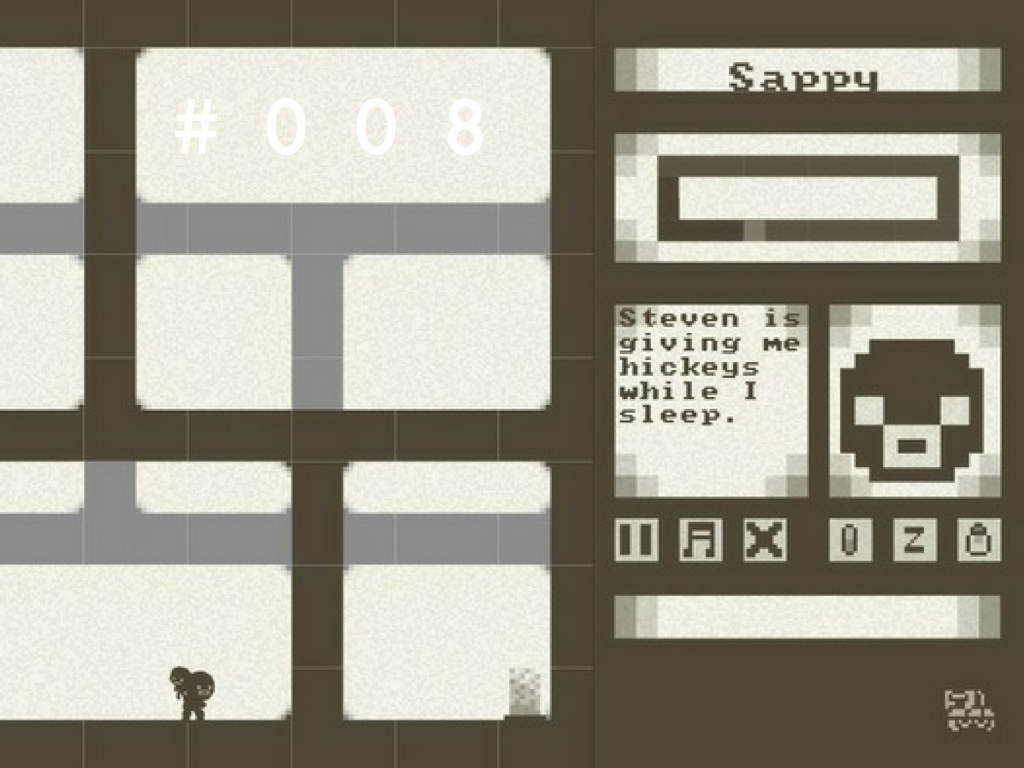 # 0 0 8
Sappy
Steven is
giving me
hickeys
while I
sleep.
Z